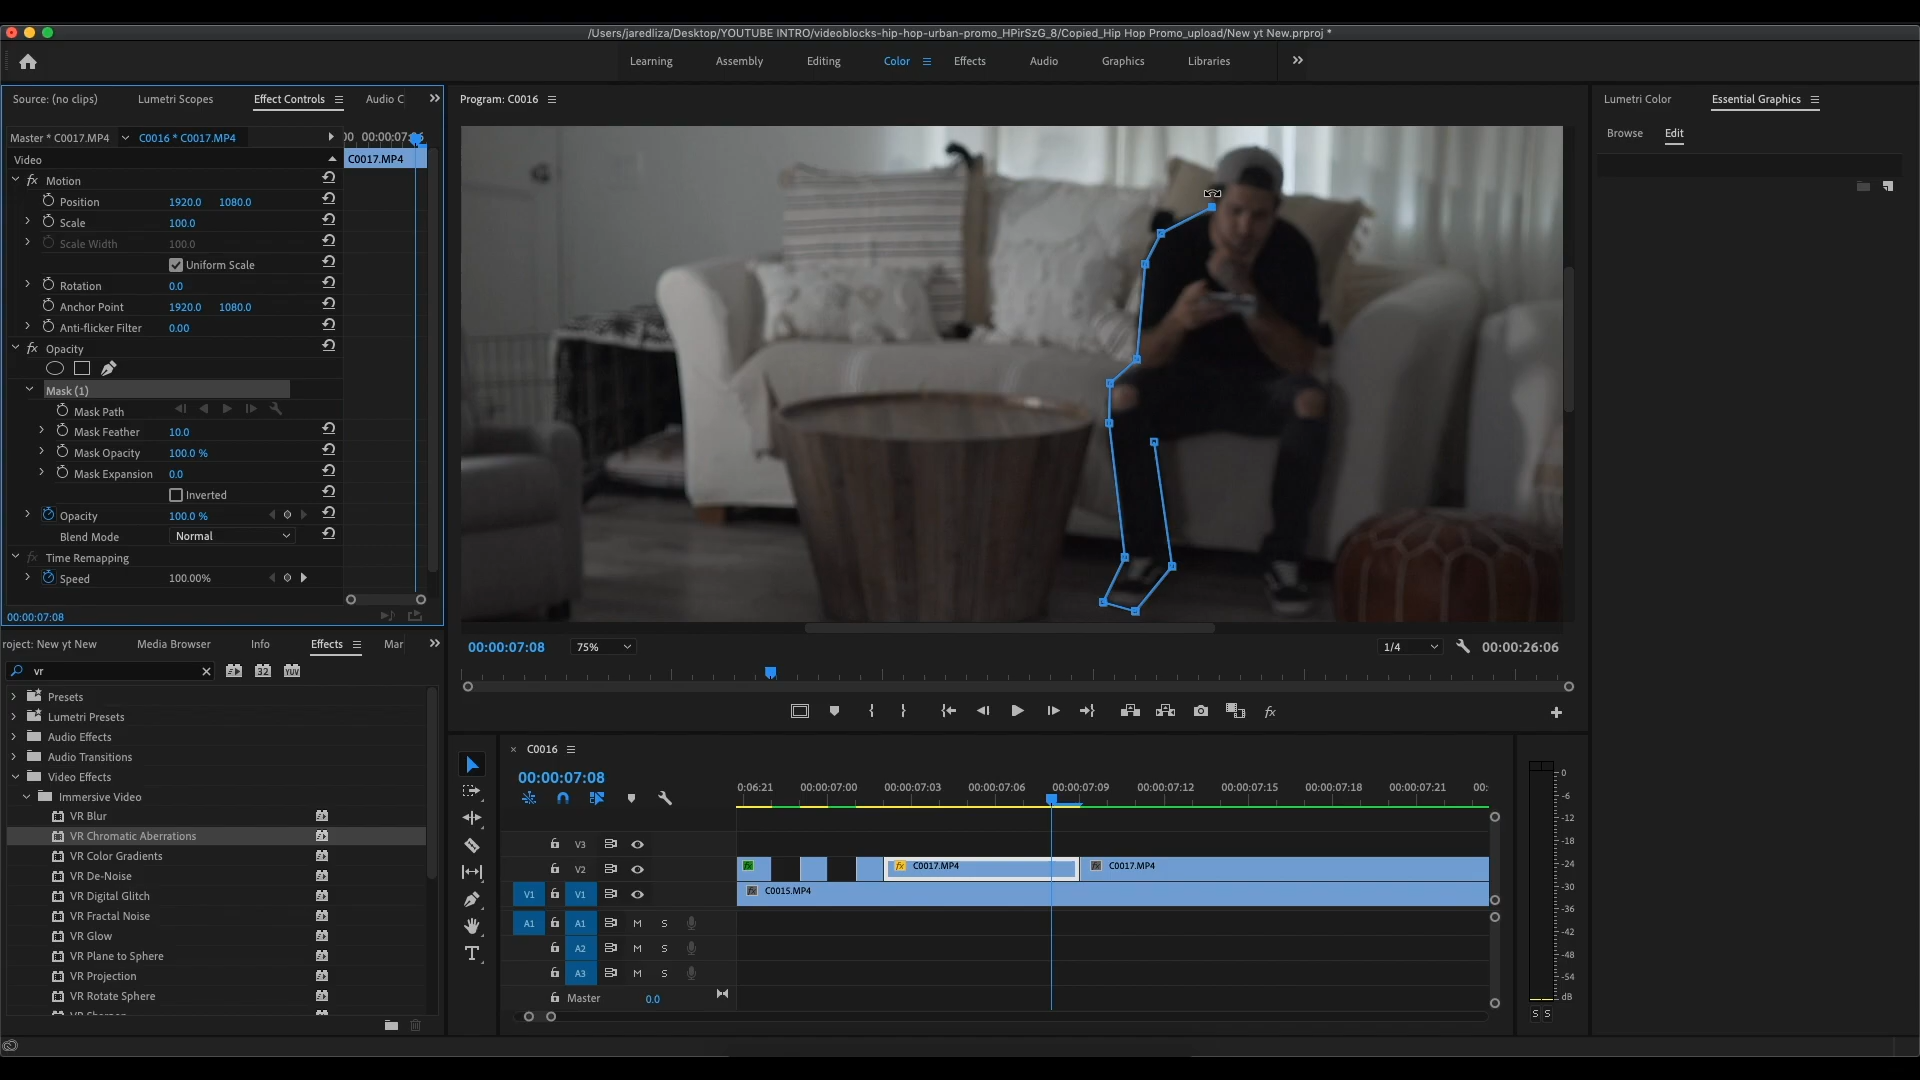 /Users/jaredliza/Desktop/YOUTUBE INTRO/videoblocks-hip-hop-urban-promo_HPirSzG_8/Copied_Hip Hop Promo_upload/New yt New.prproj *
Learning Assembly Editing Color Effects Audio Graphics Libraries
Source: (no clips) Lumetri Scopes Effect Controls Audio C
Program: C0016
Lumetri Color Essential Graphics
Browse Edit
Master * C0017.MP4 C0016 * C0017.MP4 00 00:00:07:06
Video C0017.MP4
fx Motion
Position 1920.0 1080.0
Scale 100.0
Scale Width 100.0
Uniform Scale
Rotation 0.0
Anchor Point 1920.0 1080.0
Anti-flicker Filter 0.00
fx Opacity
Mask (1)
Mask Path
Mask Feather 10.0
Mask Opacity 100.0 %
Mask Expansion 0.0
Inverted
Opacity 100.0 %
Blend Mode Normal
fx Time Remapping
Speed 100.00%
00:00:07:08
00:00:07:08 75% 1/4 00:00:26:06
fx
roject: New yt New Media Browser Info Effects Mar
vr 32 YUV
Presets
Lumetri Presets
Audio Effects
Audio Transitions
Video Effects
Immersive Video
VR Blur
VR Chromatic Aberrations
VR Color Gradients
VR De-Noise
VR Digital Glitch
VR Fractal Noise
VR Glow
VR Plane to Sphere
VR Projection
VR Rotate Sphere
VR Sharpen
× C0016
00:00:07:08
0:06:21 00:00:07:00 00:00:07:03 00:00:07:06 00:00:07:09 00:00:07:12 00:00:07:15 00:00:07:18 00:00:07:21 00:
V3
V2 fx fx C0017.MP4 fx C0017.MP4
V1 V1 fx C0015.MP4
A1 A1 M S
A2 M S
A3 M S
Master 0.0
0
-6
-12
-18
-24
-30
-36
-42
-48
-54
dB
S S